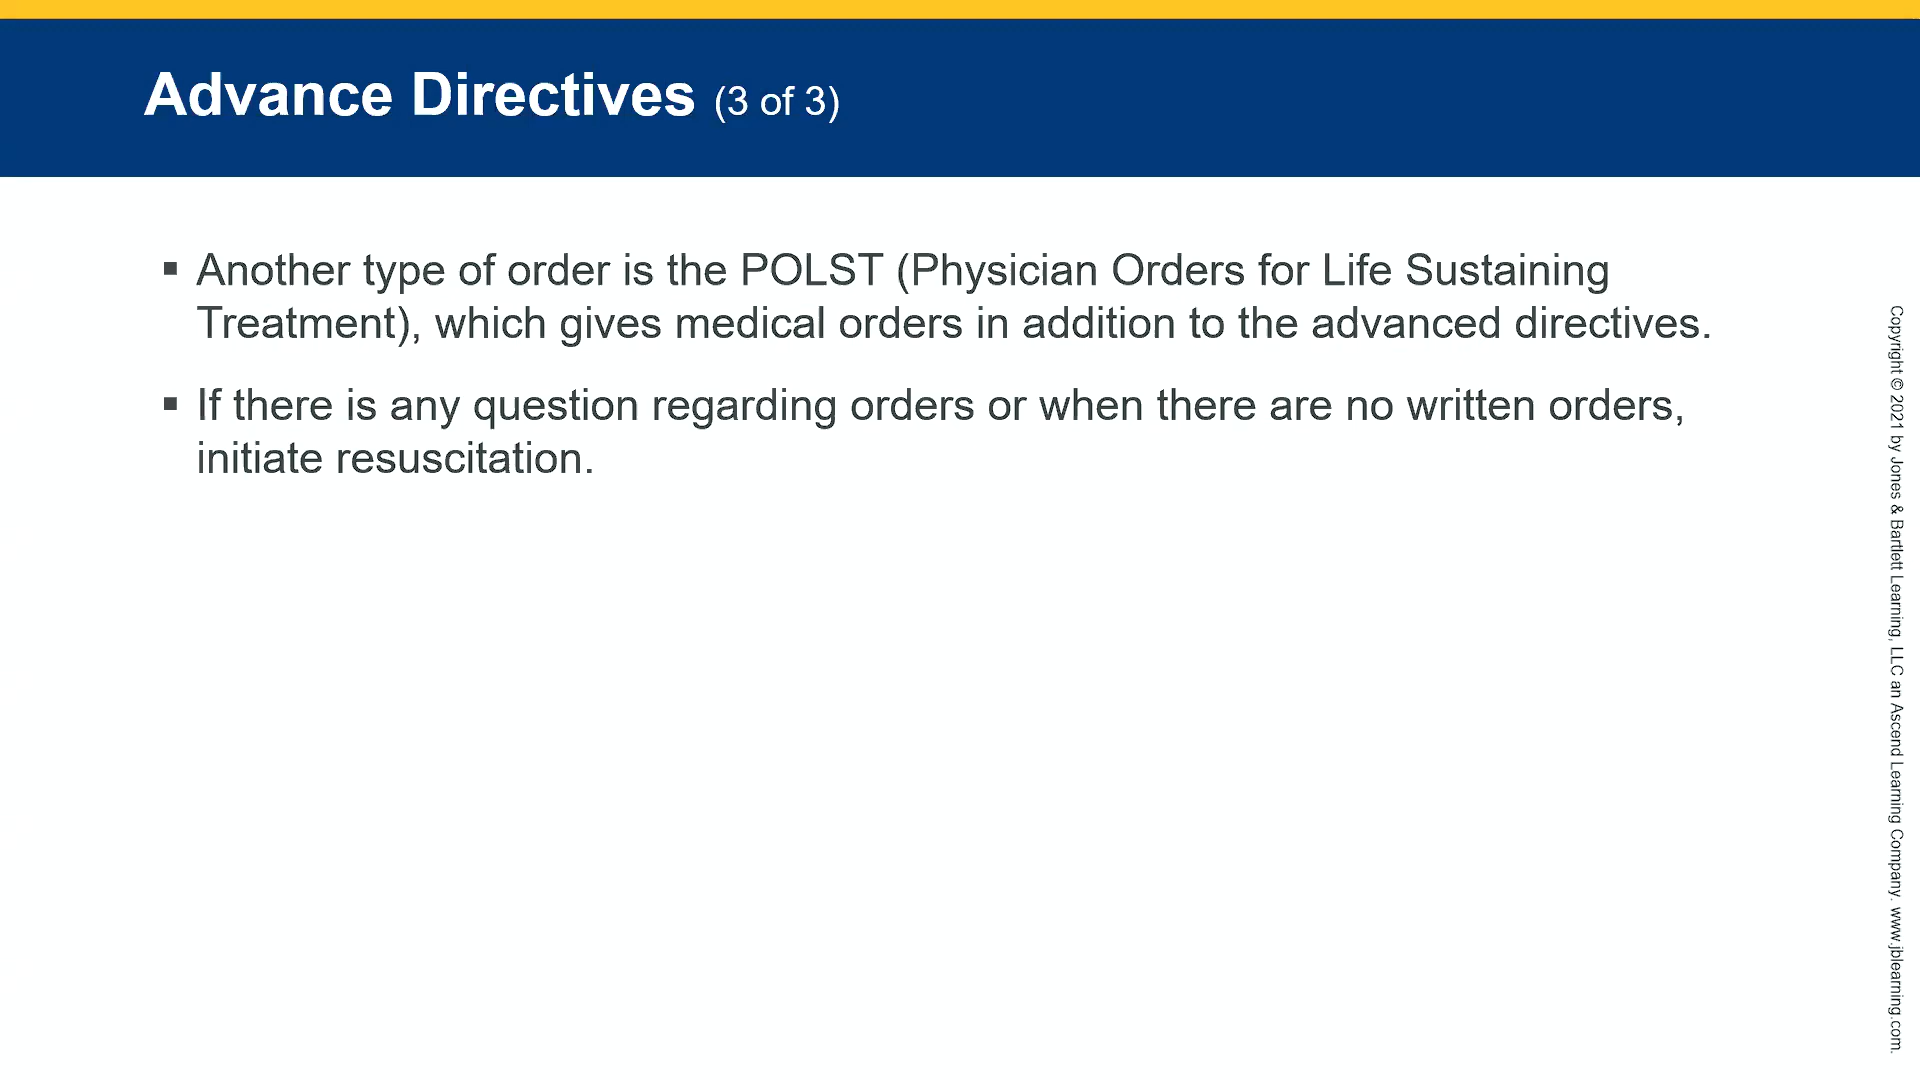 Advance Directives (3 of 3)
▪ Another type of order is the POLST (Physician Orders for Life Sustaining
Treatment), which gives medical orders in addition to the advanced directives.
▪ If there is any question regarding orders or when there are no written orders,
initiate resuscitation.
Copyright © 2021 by Jones & Bartlett Learning, LLC an Ascend Learning Company. www.jblearning.com.